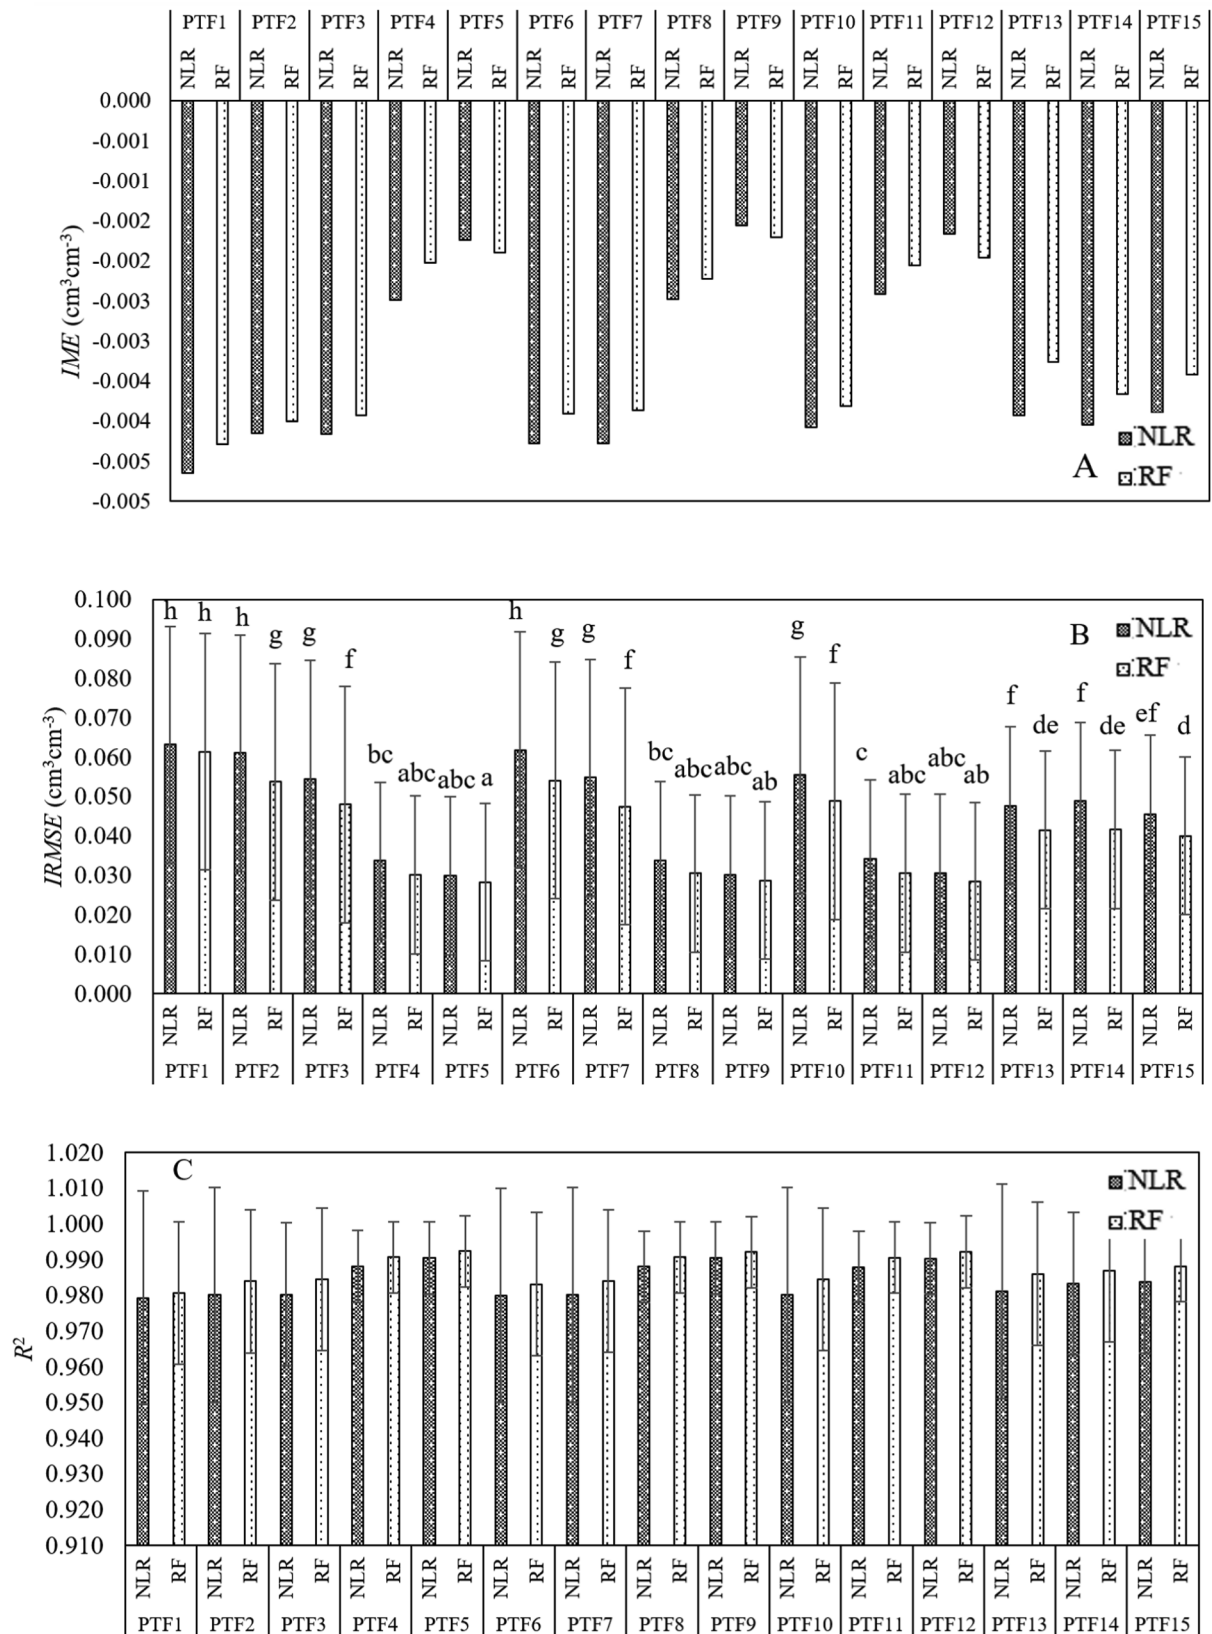 PTF1 PTF2 PTF3 PTF4 PTF5 PTF6 PTF7 PTF8 PTF9 PTF10 PTF11 PTF12 PTF13 PTF14 PTF15
NLR RF NLR RF NLR RF NLR RF NLR RF NLR RF NLR RF NLR RF NLR RF NLR RF NLR RF NLR RF NLR RF NLR RF NLR RF
0.000
-0.001
-0.001
-0.002
-0.002
-0.003
-0.003
-0.004
-0.004
-0.005
-0.005
IME (cm³cm⁻³)
NLR
A
RF
0.100
0.090
0.080
0.070
0.060
0.050
0.040
0.030
0.020
0.010
0.000
IRMSE (cm³cm⁻³)
h h h g g f bc abc abc a h g g f bc abc abc ab g f c abc abc ab f de f de ef d
B
NLR
RF
NLR RF NLR RF NLR RF NLR RF NLR RF NLR RF NLR RF NLR RF NLR RF NLR RF NLR RF NLR RF NLR RF NLR RF NLR RF
PTF1 PTF2 PTF3 PTF4 PTF5 PTF6 PTF7 PTF8 PTF9 PTF10 PTF11 PTF12 PTF13 PTF14 PTF15
1.020
1.010
1.000
0.990
0.980
0.970
0.960
0.950
0.940
0.930
0.920
0.910
R²
C
NLR
RF
NLR RF NLR RF NLR RF NLR RF NLR RF NLR RF NLR RF NLR RF NLR RF NLR RF NLR RF NLR RF NLR RF NLR RF NLR RF
PTF1 PTF2 PTF3 PTF4 PTF5 PTF6 PTF7 PTF8 PTF9 PTF10 PTF11 PTF12 PTF13 PTF14 PTF15